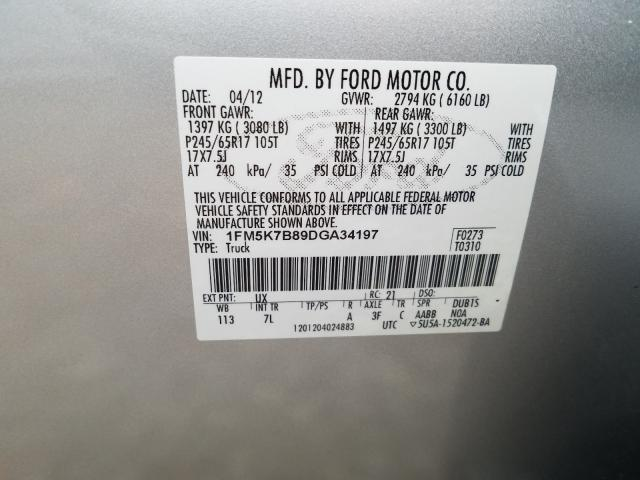 MFD. BY FORD MOTOR CO.
DATE: 04/12 GVWR: 2794 KG ( 6160 LB)
FRONT GAWR: REAR GAWR:
1397 KG ( 3080 LB) WITH 1497 KG ( 3300 LB) WITH
P245/65R17 105T TIRES P245/65R17 105T TIRES
17X7.5J RIMS 17X7.5J RIMS
AT 240 kPa/ 35 PSI COLD AT 240 kPa/ 35 PSI COLD
Ford
THIS VEHICLE CONFORMS TO ALL APPLICABLE FEDERAL MOTOR
VEHICLE SAFETY STANDARDS IN EFFECT ON THE DATE OF
MANUFACTURE SHOWN ABOVE.
VIN: 1FM5K7B89DGA34197 F0273
TYPE: Truck T0310
EXT PNT: UX RC: 21 DSO:
WB INT TR TP/PS R AXLE TR SPR DUB1S
113 7L A 3F C AABB N0A
1201204024883 UTC ▽5U5A-1520472-BA